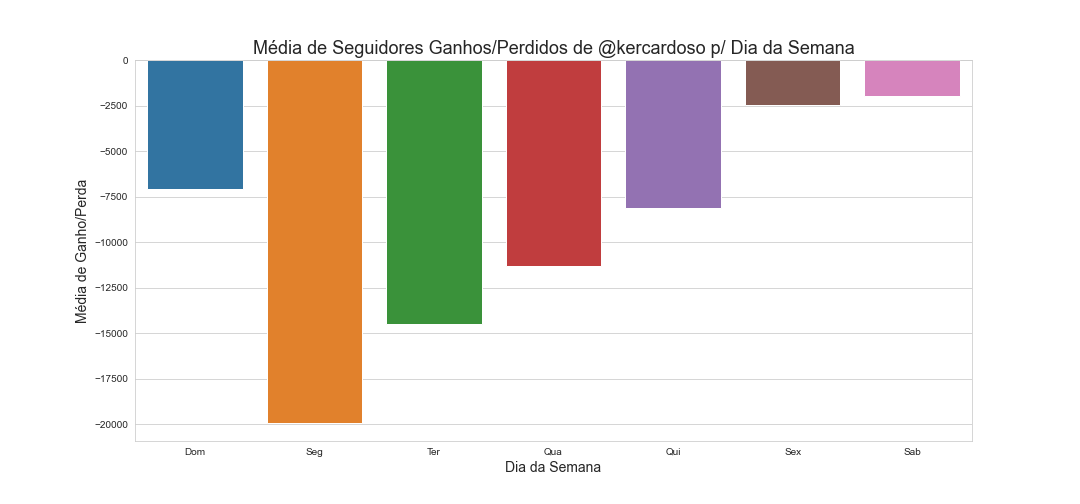 Média de Seguidores Ganhos/Perdidos de @kercardoso p/ Dia da Semana
Média de Ganho/Perda
0
−2500
−5000
−7500
−10000
−12500
−15000
−17500
−20000
Dom Seg Ter Qua Qui Sex Sab
Dia da Semana